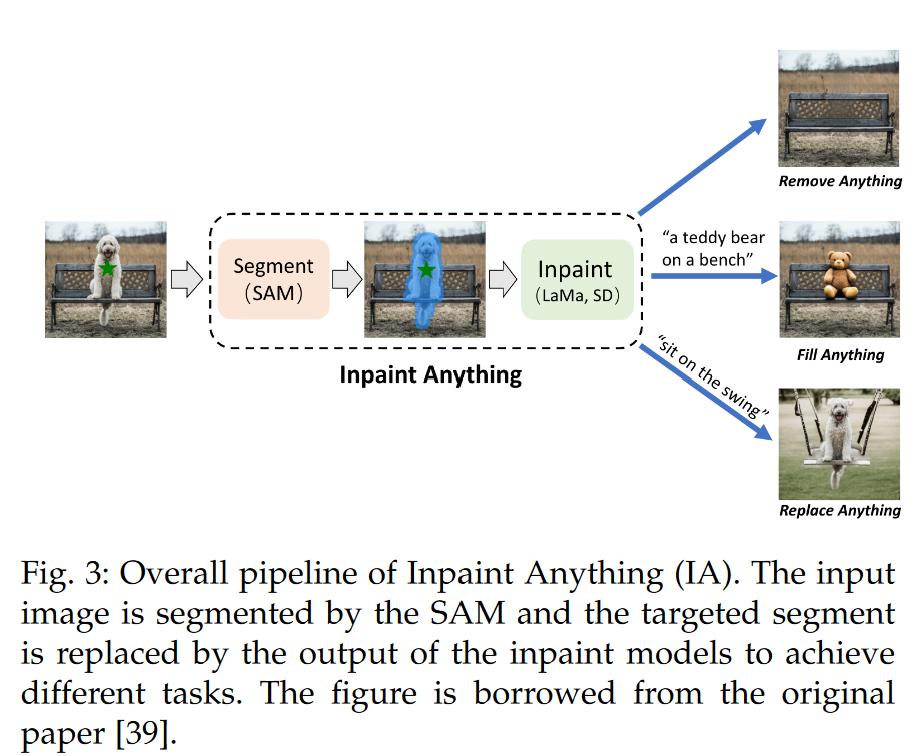 Remove Anything
Segment
(SAM)
Inpaint
(LaMa, SD)
“a teddy bear
on a bench”
Fill Anything
Inpaint Anything
“sit on the swing”
Replace Anything
Fig. 3: Overall pipeline of Inpaint Anything (IA). The input
image is segmented by the SAM and the targeted segment
is replaced by the output of the inpaint models to achieve
different tasks. The figure is borrowed from the original
paper [39].